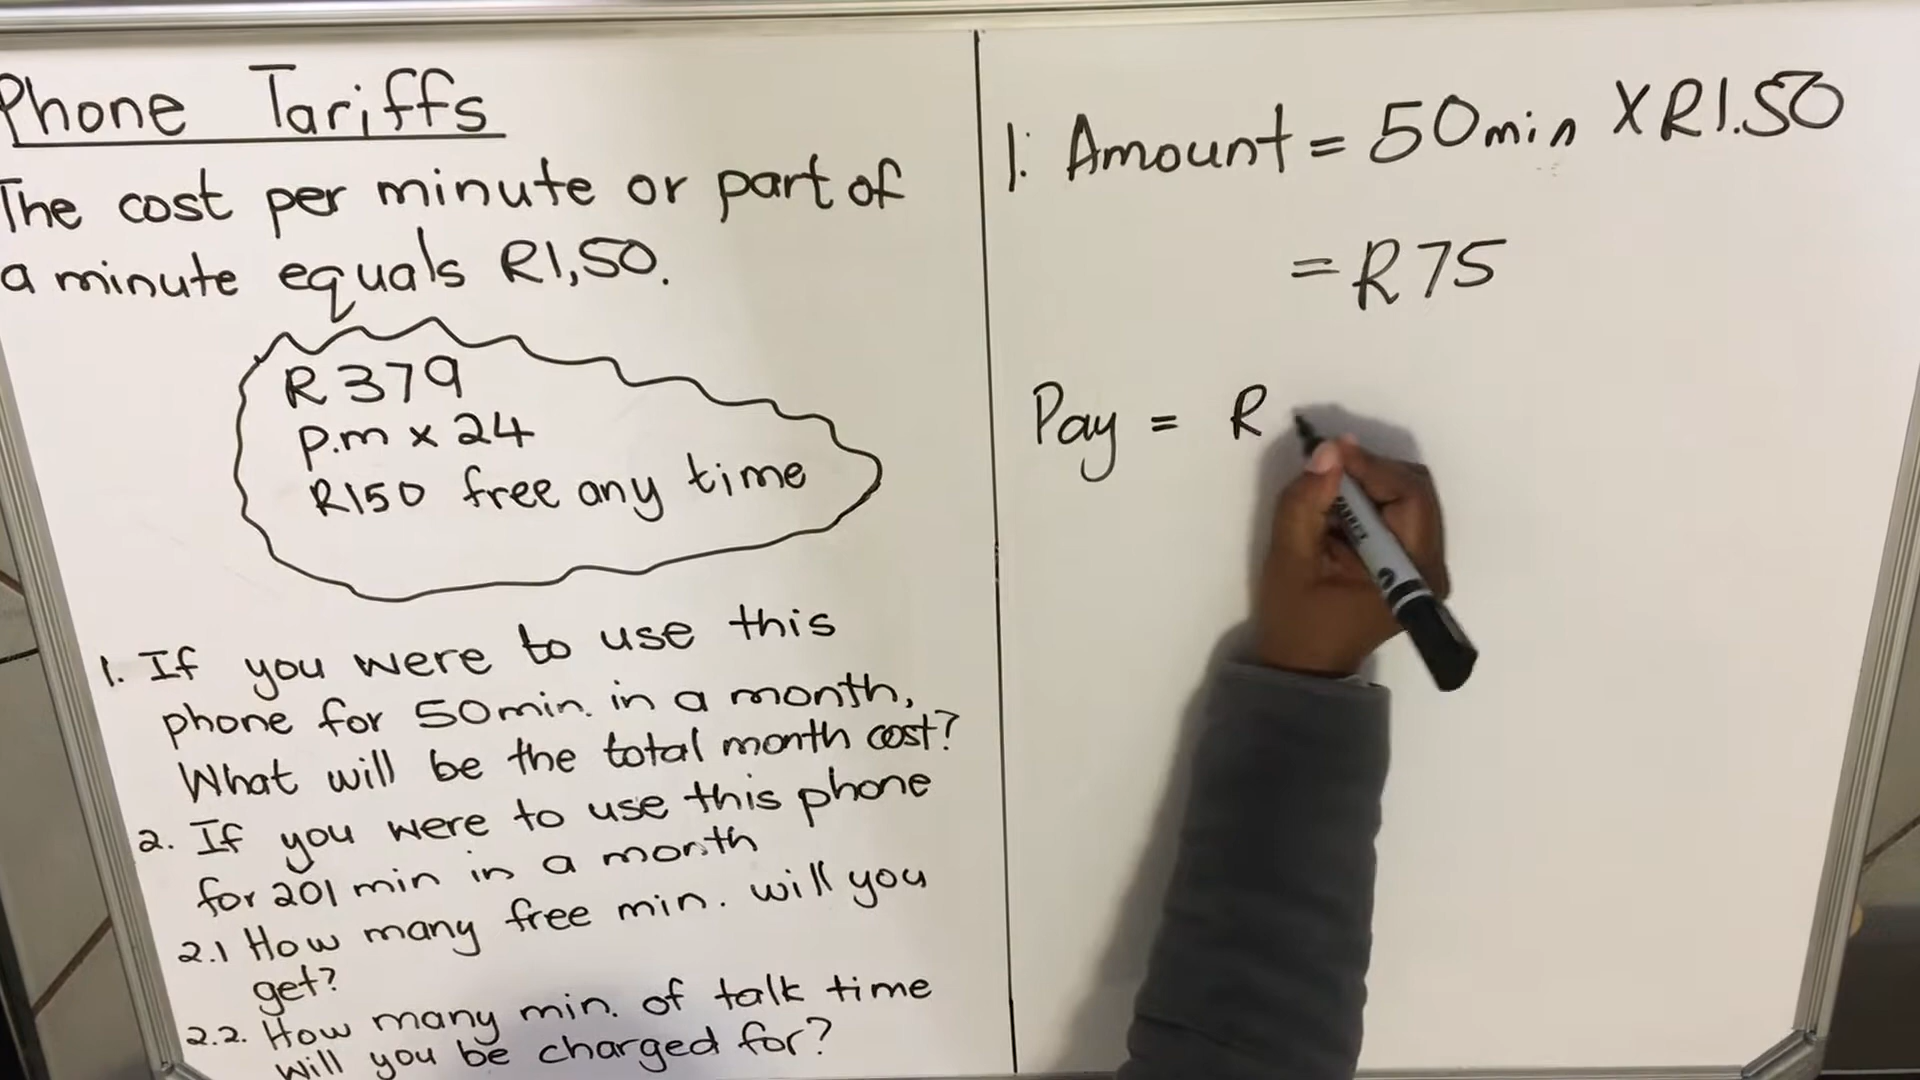 Phone Tariffs
The cost per minute or part of
a minute equals R1,50.
R379
p.m x 24
R150 free any time
1. If you were to use this
phone for 50min. in a month,
What will be the total month cost?
2. If you were to use this phone
for 201 min in a month
2.1 How many free min. will you
get?
2.2. How many min. of talk time
will you be charged for?
1. Amount = 50min X R1.50
= R75
Pay = R